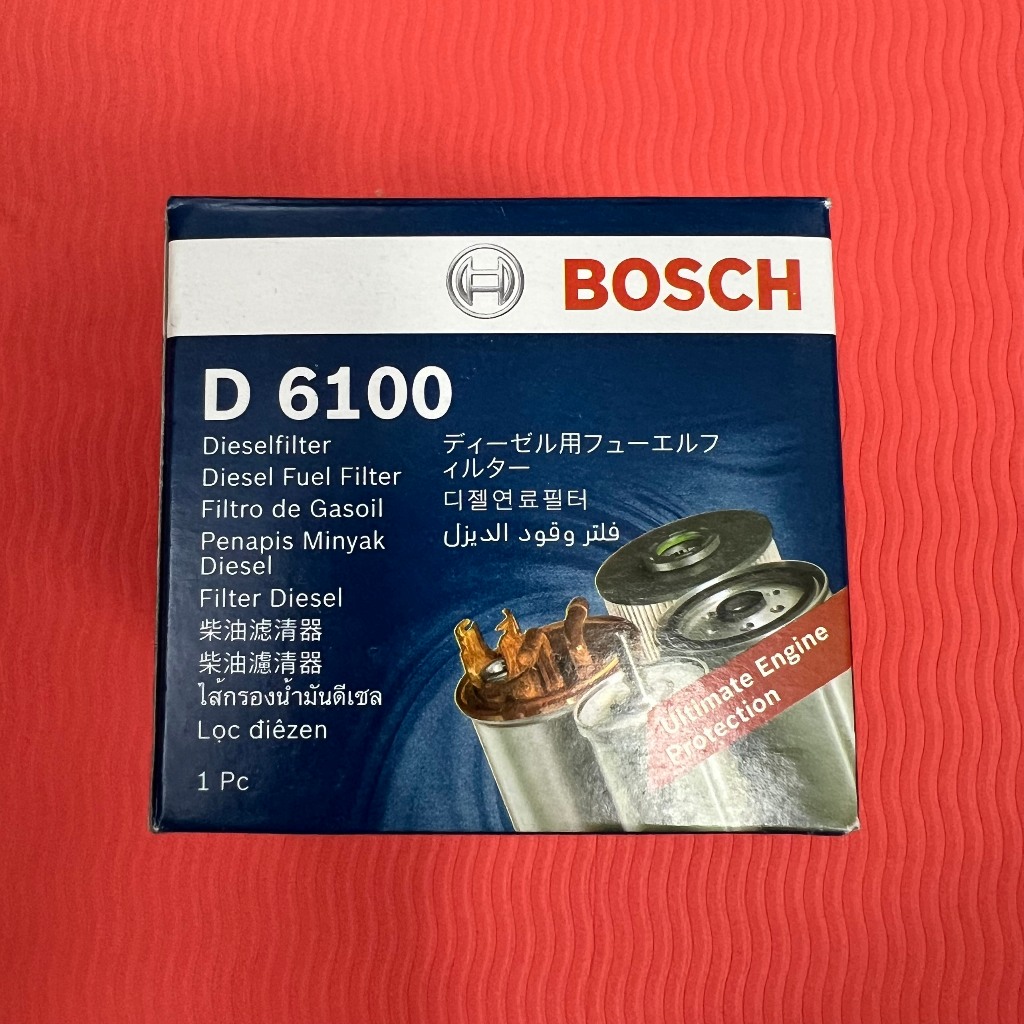 BOSCH
D 6100
Dieselfilter
Diesel Fuel Filter
Filtro de Gasoil
Penapis Minyak
Diesel
Filter Diesel
柴油滤清器
柴油濾清器
ไส้กรองน้ำมันดีเซล
Lọc điêzen
1 Pc
ディーゼル用フューエルフ
ィルター
디젤연료필터
فلتر وقود الديزل
Ultimate Engine
Protection